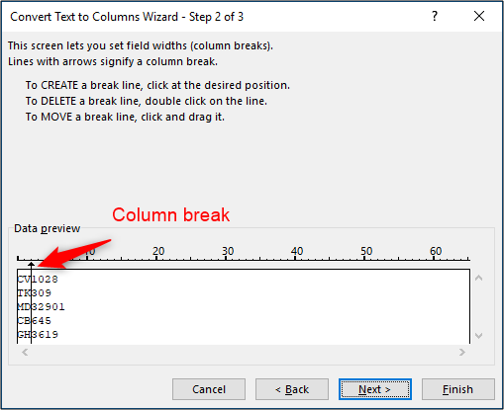 Convert Text to Columns Wizard - Step 2 of 3 ? ×
This screen lets you set field widths (column breaks).
Lines with arrows signify a column break.
To CREATE a break line, click at the desired position.
To DELETE a break line, double click on the line.
To MOVE a break line, click and drag it.
Column break
Data preview
10 20 30 40 50 60
CV1028
TK309
MD32901
CB645
GH3619
Cancel < Back Next > Finish